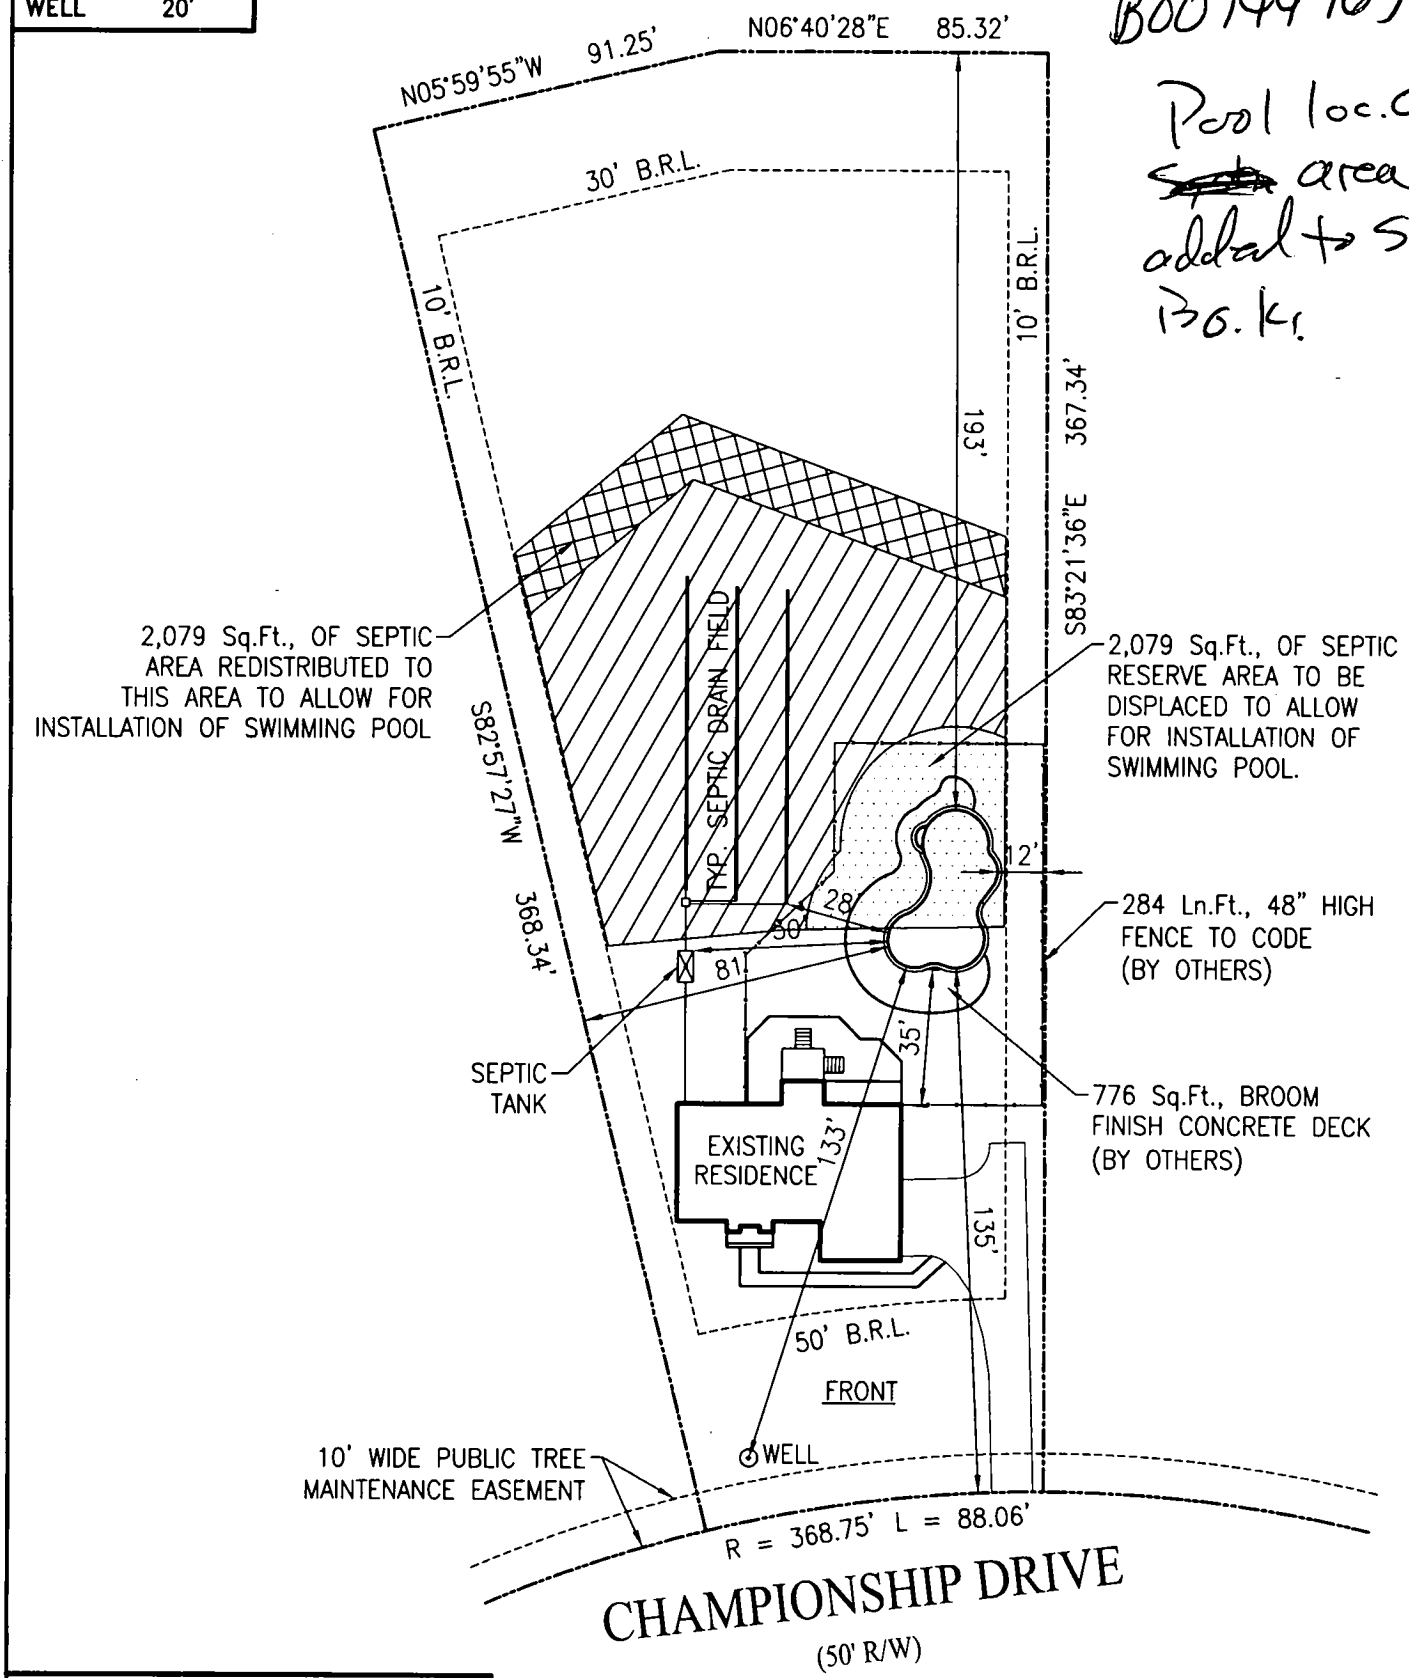 WELL 20'
N05°59'55"W 91.25'
N06°40'28"E 85.32'
Pool loc.
area
added to S
30' B.R.L.
10' B.R.L.
10' B.R.L.
193'
S83°21'36"E 367.34'
2,079 Sq.Ft., OF SEPTIC
AREA REDISTRIBUTED TO
THIS AREA TO ALLOW FOR
INSTALLATION OF SWIMMING POOL
TYP. SEPTIC DRAIN FIELD
2,079 Sq.Ft., OF SEPTIC
RESERVE AREA TO BE
DISPLACED TO ALLOW
FOR INSTALLATION OF
SWIMMING POOL.
S82°57'27"W 368.34'
12'
28'
50'
81'
284 Ln.Ft., 48" HIGH
FENCE TO CODE
(BY OTHERS)
35'
SEPTIC
TANK
776 Sq.Ft., BROOM
FINISH CONCRETE DECK
(BY OTHERS)
EXISTING
RESIDENCE
133'
135'
50' B.R.L.
FRONT
WELL
10' WIDE PUBLIC TREE
MAINTENANCE EASEMENT
R = 368.75' L = 88.06'
CHAMPIONSHIP DRIVE
(50' R/W)